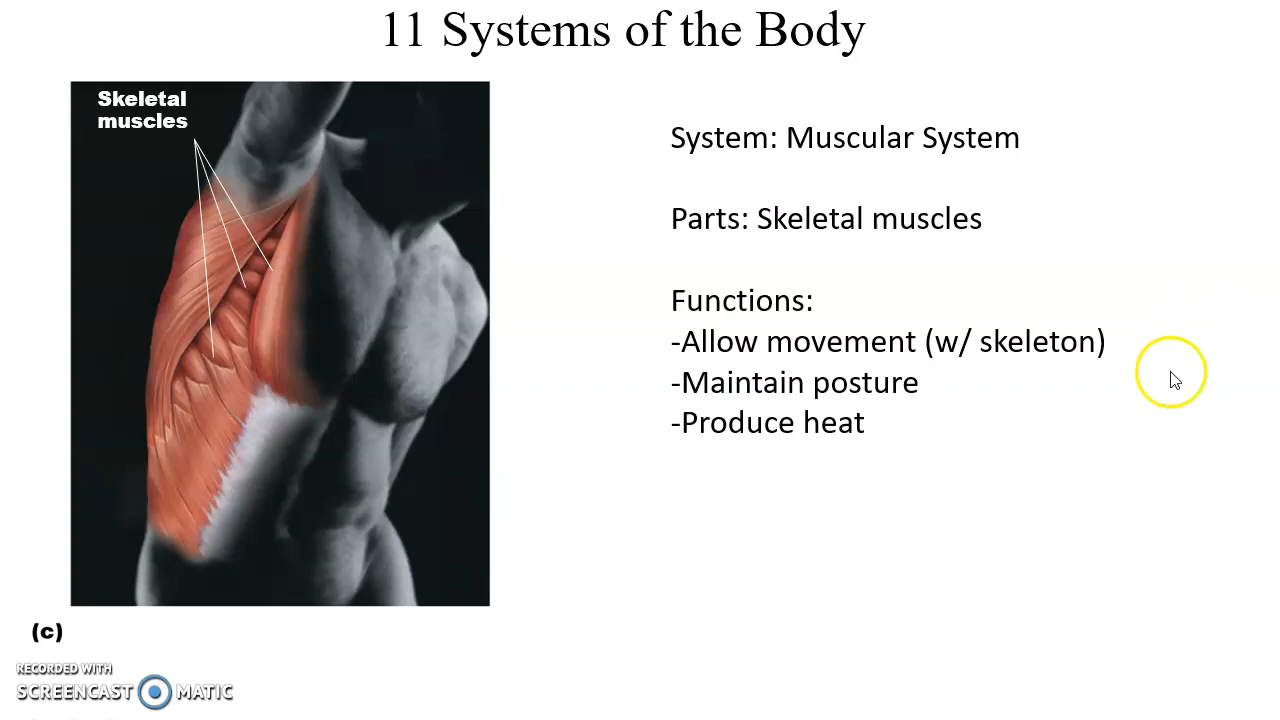 11 Systems of the Body
Skeletal
muscles
System: Muscular System
Parts: Skeletal muscles
Functions:
-Allow movement (w/ skeleton)
-Maintain posture
-Produce heat
(c)
RECORDED WITH
SCREENCAST MATIC